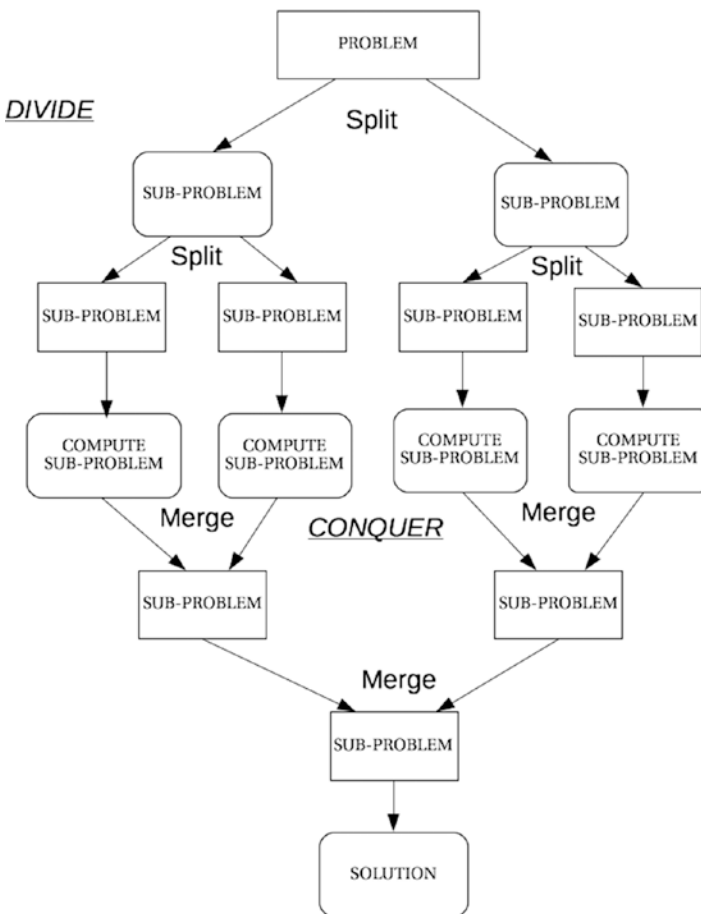 PROBLEM
DIVIDE
Split
SUB-PROBLEM
SUB-PROBLEM
Split
Split
SUB-PROBLEM
SUB-PROBLEM
SUB-PROBLEM
SUB-PROBLEM
COMPUTE
SUB-PROBLEM
COMPUTE
SUB-PROBLEM
COMPUTE
SUB-PROBLEM
COMPUTE
SUB-PROBLEM
Merge
Merge
CONQUER
SUB-PROBLEM
SUB-PROBLEM
Merge
SUB-PROBLEM
SOLUTION